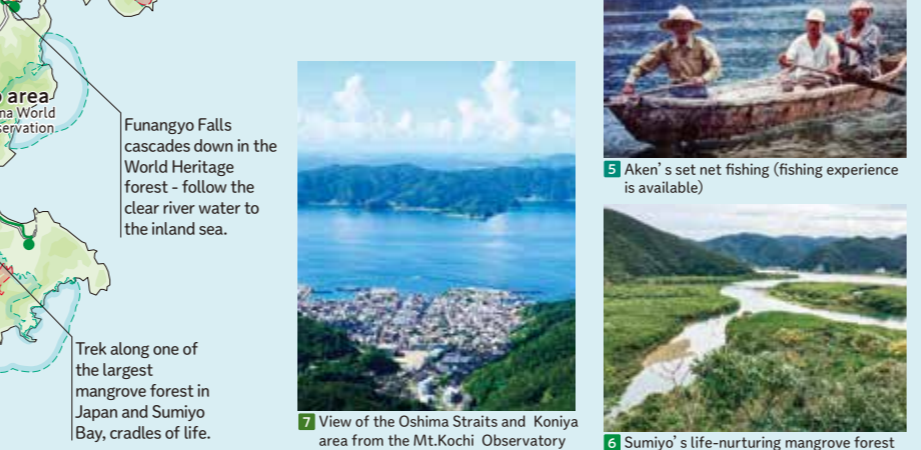 area
na World
servation
Funangyo Falls
cascades down in the
World Heritage
forest - follow the
clear river water to
the inland sea.
Trek along one of
the largest
mangrove forest in
Japan and Sumiyo
Bay, cradles of life.
7 View of the Oshima Straits and Koniya
area from the Mt.Kochi Observatory
5 Aken's set net fishing (fishing experience
is available)
6 Sumiyo's life-nurturing mangrove forest